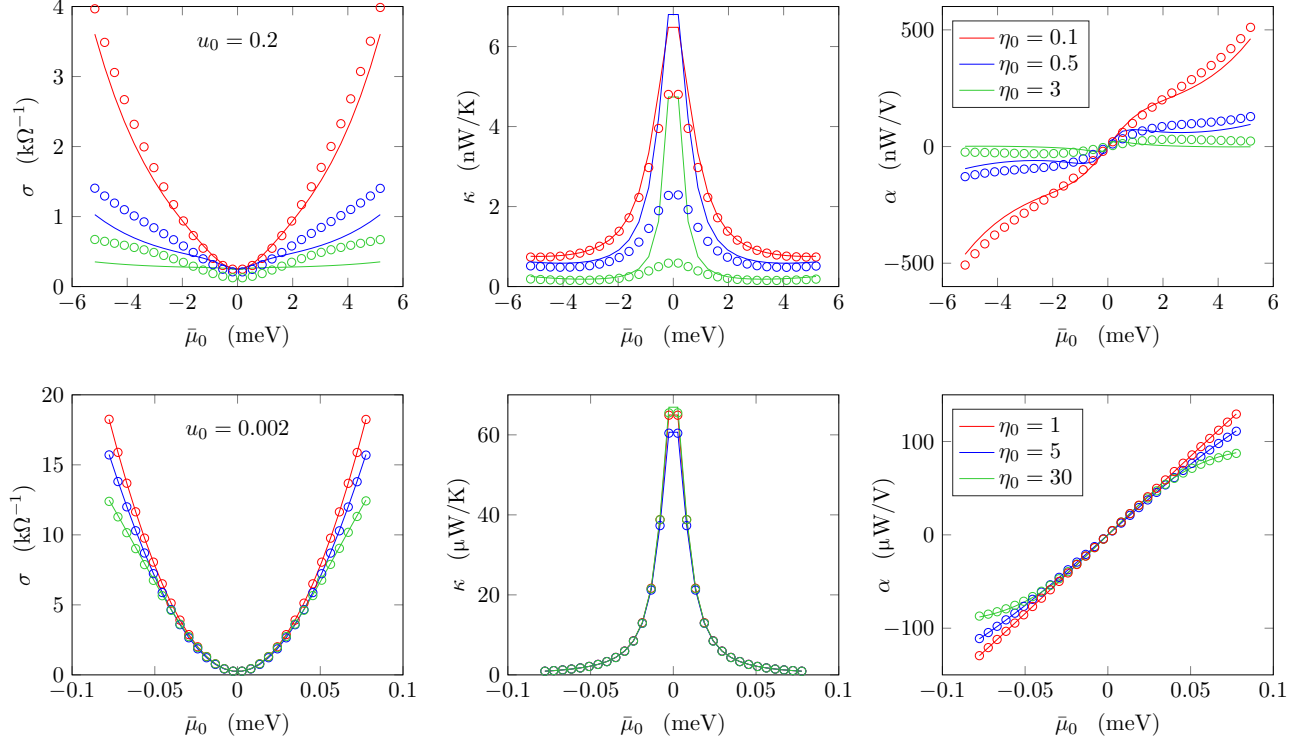 4
3
2
1
0
σ (kΩ⁻¹)
u₀ = 0.2
−6 −4 −2 0 2 4 6
μ̄₀ (meV)
6
4
2
0
κ (nW/K)
−6 −4 −2 0 2 4 6
μ̄₀ (meV)
500
0
−500
α (nW/V)
η₀ = 0.1
η₀ = 0.5
η₀ = 3
−6 −4 −2 0 2 4 6
μ̄₀ (meV)
20
15
10
5
0
σ (kΩ⁻¹)
u₀ = 0.002
−0.1 −0.05 0 0.05 0.1
μ̄₀ (meV)
60
40
20
0
κ (μW/K)
−0.1 −0.05 0 0.05 0.1
μ̄₀ (meV)
100
0
−100
α (μW/V)
η₀ = 1
η₀ = 5
η₀ = 30
−0.1 −0.05 0 0.05 0.1
μ̄₀ (meV)